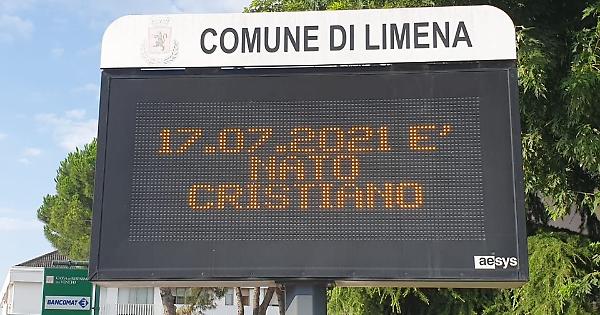 COMUNE DI LIMENA
17.07.2021 E'
NATO
CRISTIANO
aesys
BANCOMAT